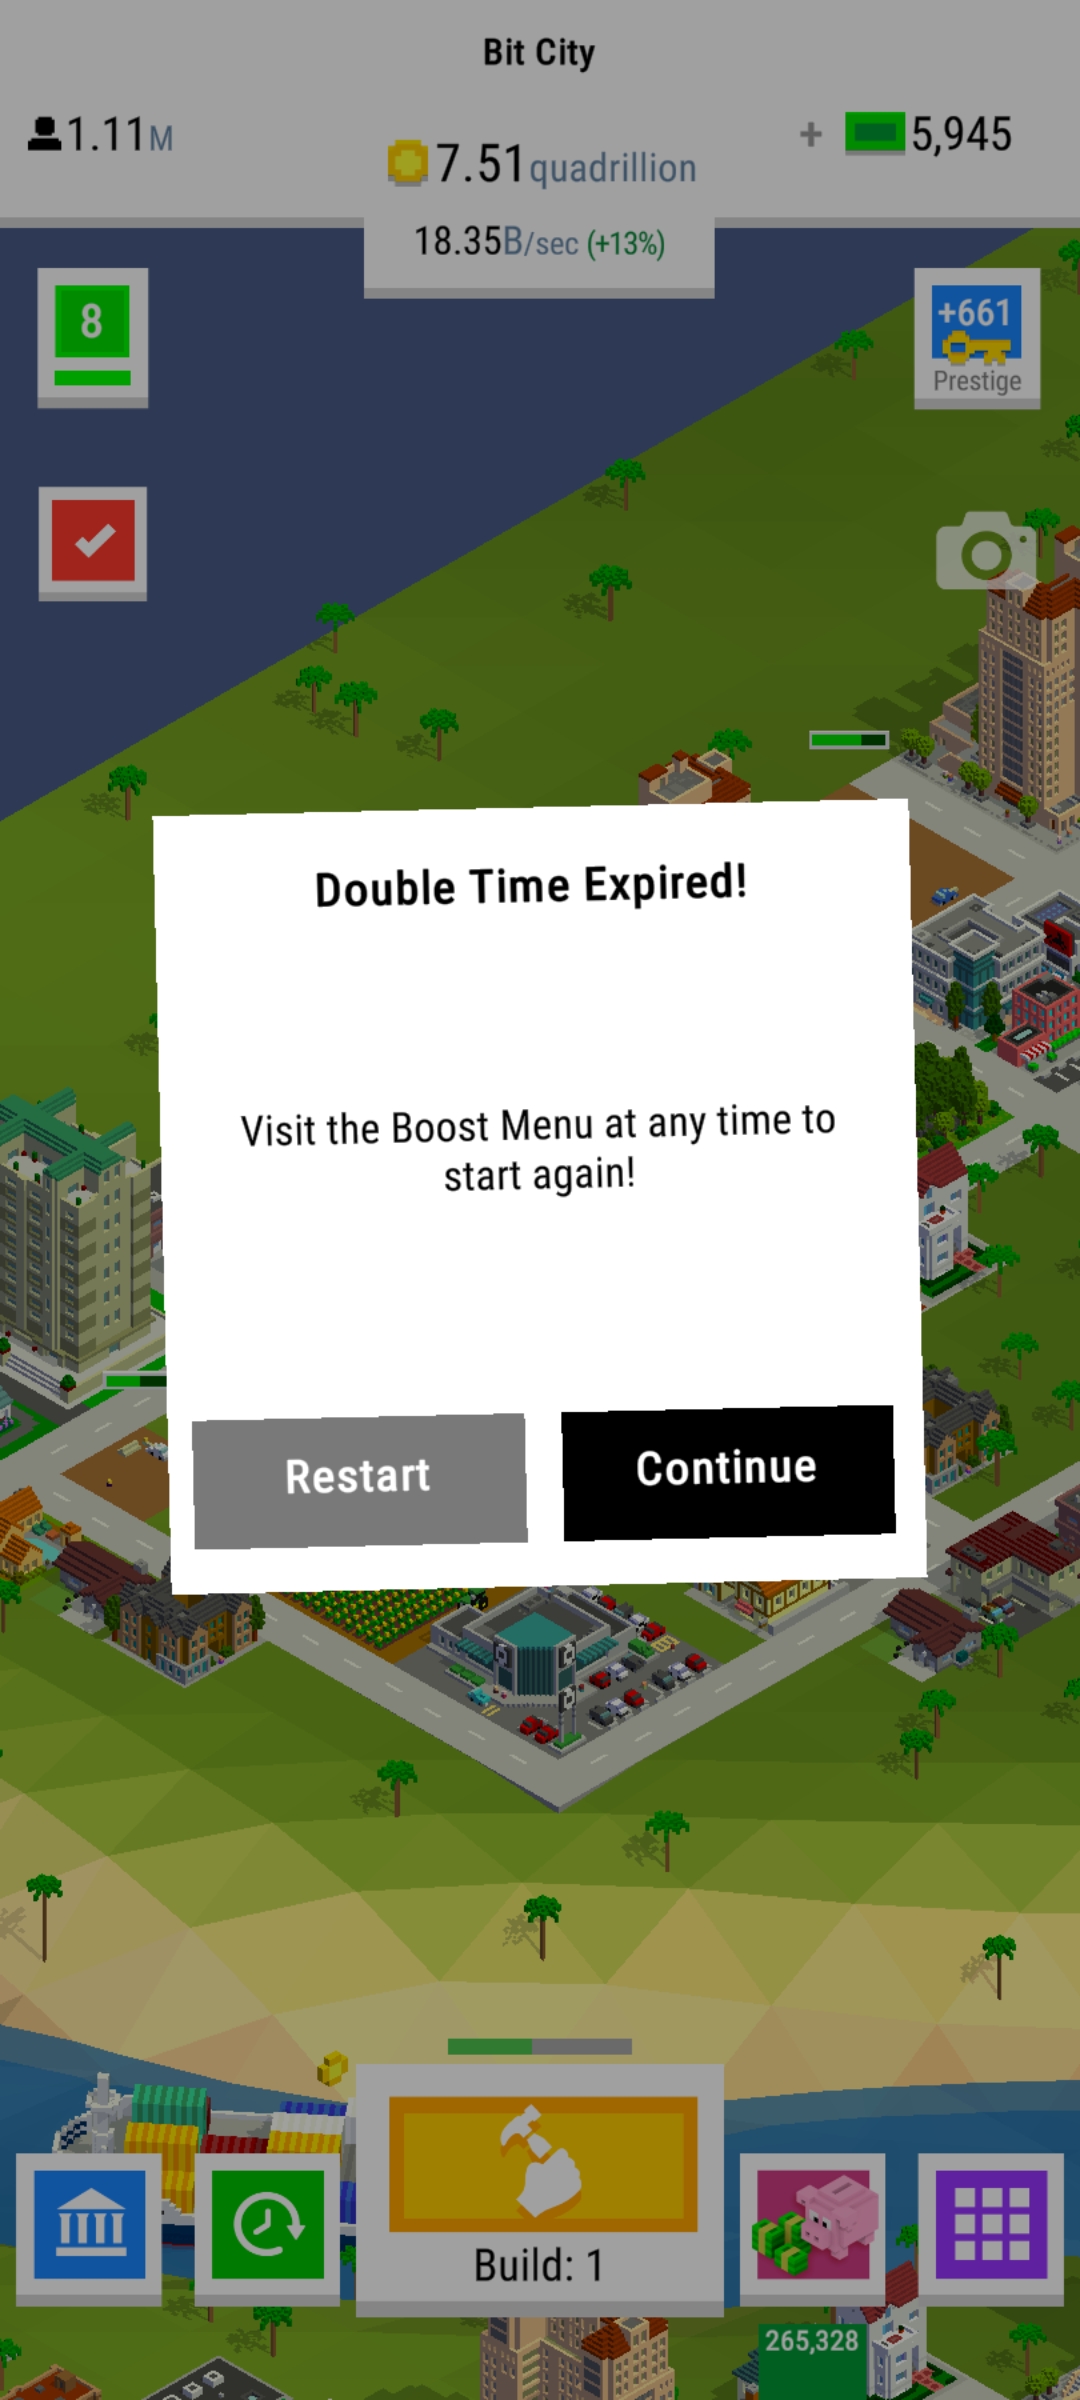 Bit City
1.11M
7.51quadrillion
+ 5,945
18.35B/sec (+13%)
8
+661
Prestige
Double Time Expired!
Visit the Boost Menu at any time to
start again!
Restart
Continue
Build: 1
265,328